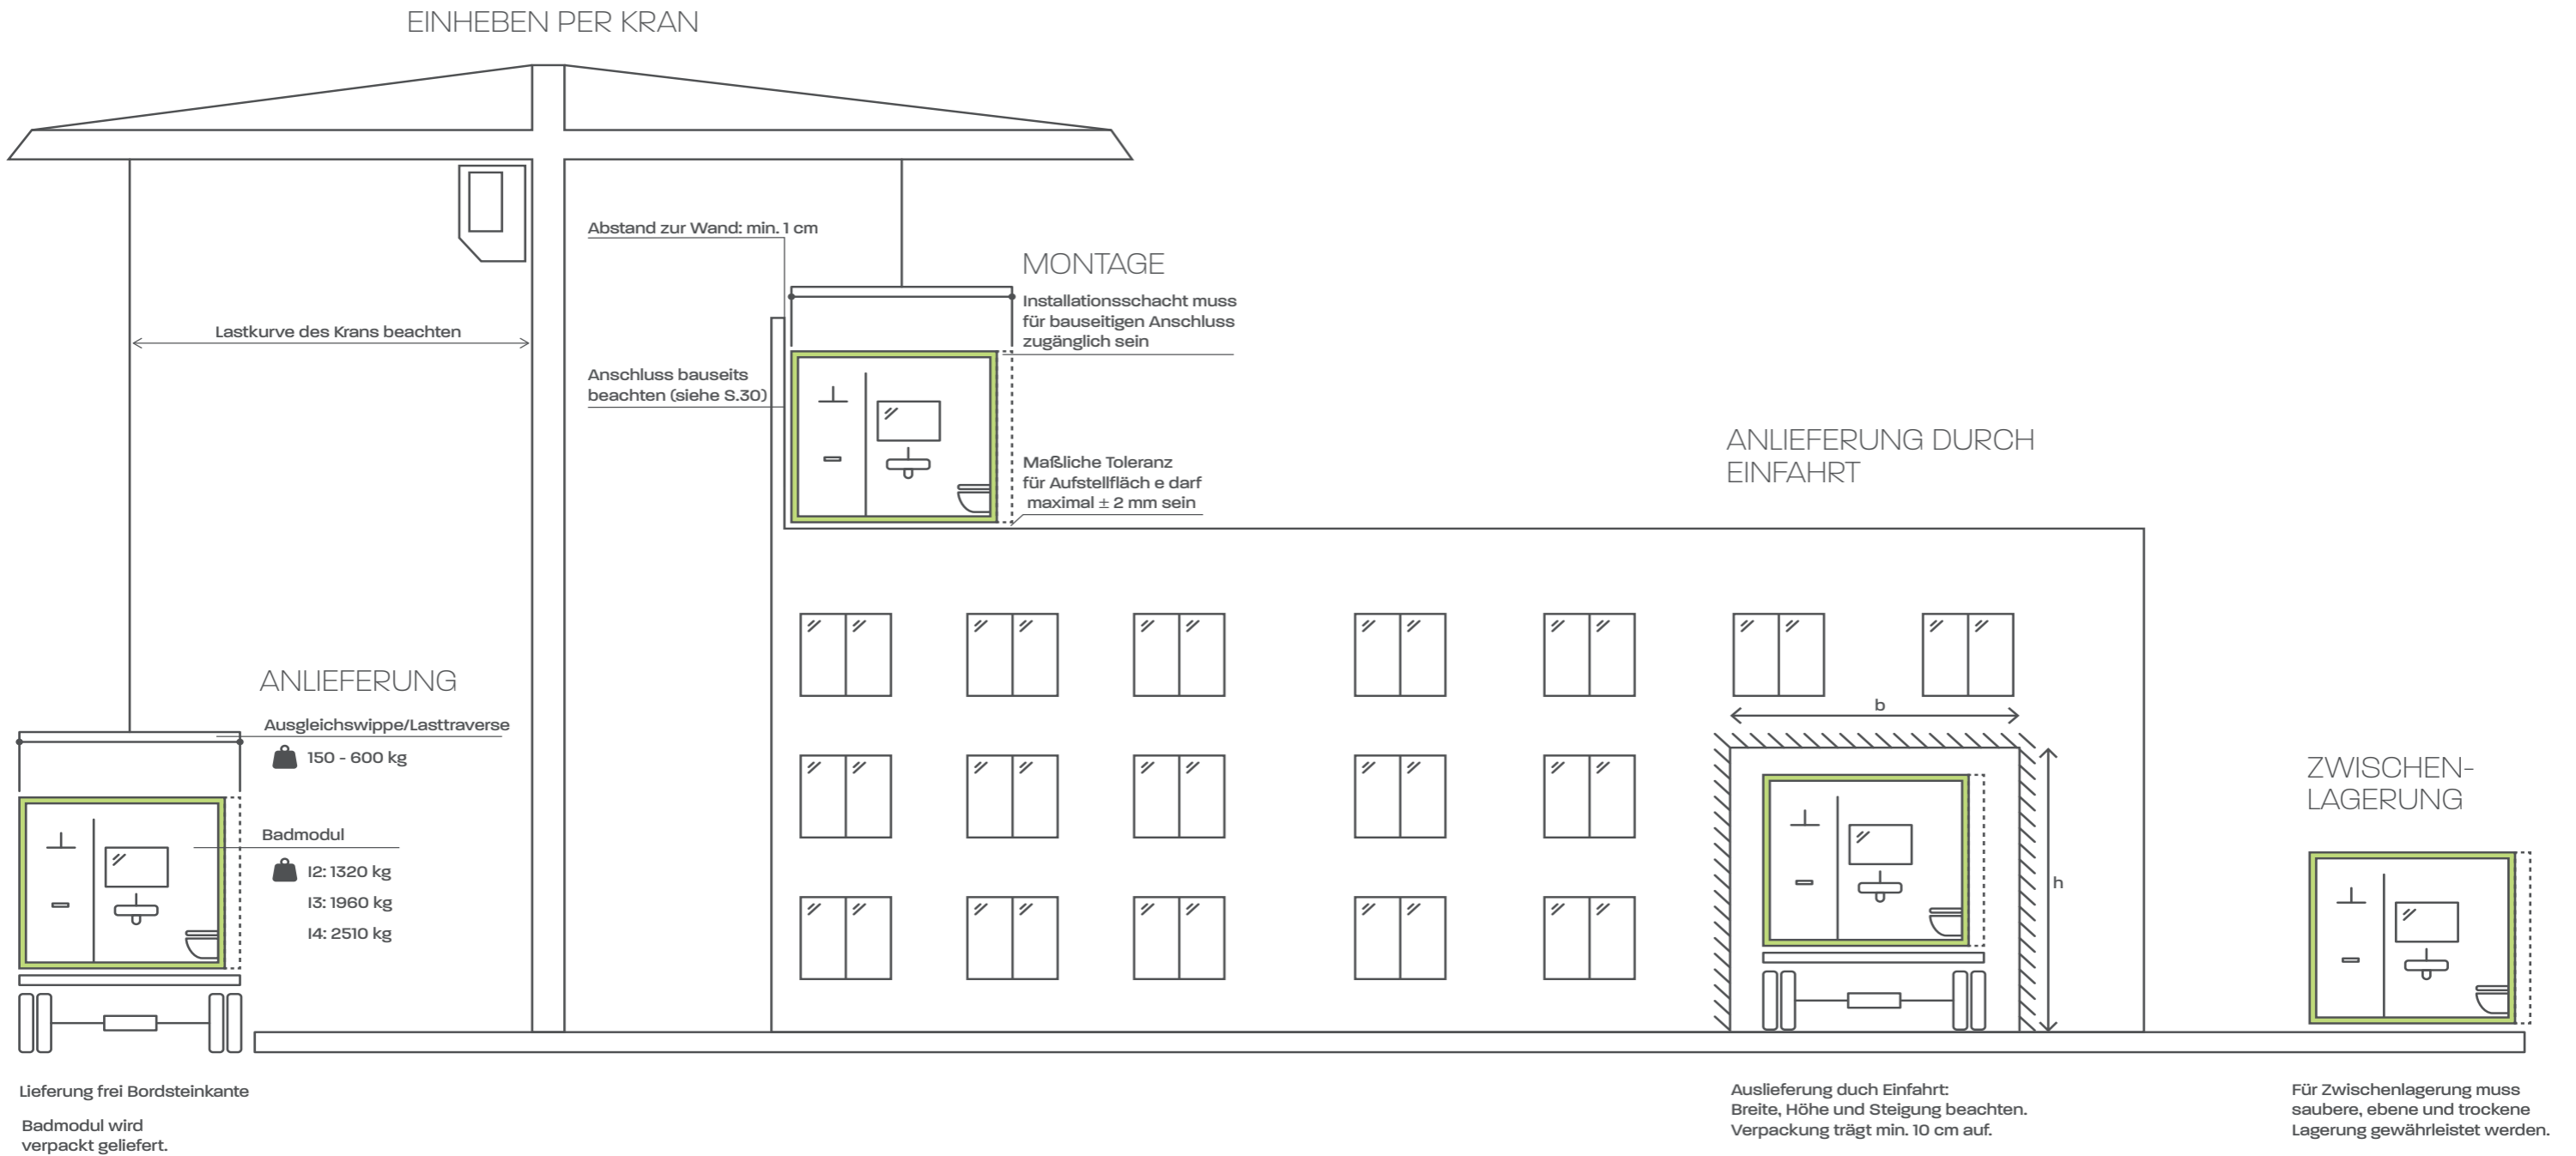 EINHEBEN PER KRAN
Abstand zur Wand: min. 1 cm
MONTAGE
Installationsschacht muss
für bauseitigen Anschluss
zugänglich sein
Lastkurve des Krans beachten
Anschluss bauseits
beachten (siehe S.30)
Maßliche Toleranz
für Aufstellfläch e darf
maximal ± 2 mm sein
ANLIEFERUNG DURCH
EINFAHRT
ANLIEFERUNG
Ausgleichswippe/Lasttraverse
150 - 600 kg
Badmodul
I2: 1320 kg
I3: 1960 kg
I4: 2510 kg
b
h
ZWISCHEN-
LAGERUNG
Lieferung frei Bordsteinkante
Badmodul wird
verpackt geliefert.
Auslieferung duch Einfahrt:
Breite, Höhe und Steigung beachten.
Verpackung trägt min. 10 cm auf.
Für Zwischenlagerung muss
saubere, ebene und trockene
Lagerung gewährleistet werden.